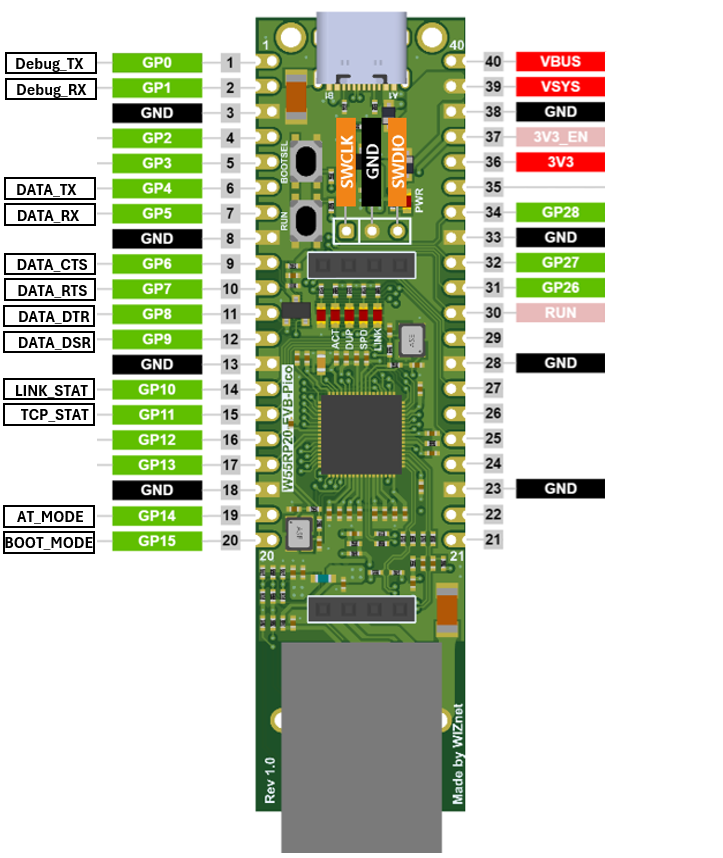 1
40
Debug_TX GP0 1
Debug_RX GP1 2
GND 3
GP2 4
GP3 5
DATA_TX GP4 6
DATA_RX GP5 7
GND 8
DATA_CTS GP6 9
DATA_RTS GP7 10
DATA_DTR GP8 11
DATA_DSR GP9 12
GND 13
LINK_STAT GP10 14
TCP_STAT GP11 15
GP12 16
GP13 17
GND 18
AT_MODE GP14 19
BOOT_MODE GP15 20
B1
A1
BOOTSEL
RUN
SWCLK
GND
SWDIO
PWR
ACT
DUP
SPD
LINK
W55RP20-EVB-Pico
20
21
Rev 1.0
Made by WIZnet
40 VBUS
39 VSYS
38 GND
37 3V3_EN
36 3V3
35
34 GP28
33 GND
32 GP27
31 GP26
30 RUN
29
28 GND
27
26
25
24
23 GND
22
21